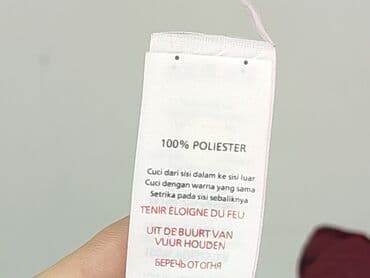 100% POLIESTER
Cuci dari sisi dalam ke sisi luar
Cuci dengan warna yang sama
Setrika pada sisi sebaliknya
TENIR ÉLOIGNE DU FEU
UIT DE BUURT VAN
VUUR HOUDEN
БЕРЕЧЬ ОТ ОГНЯ